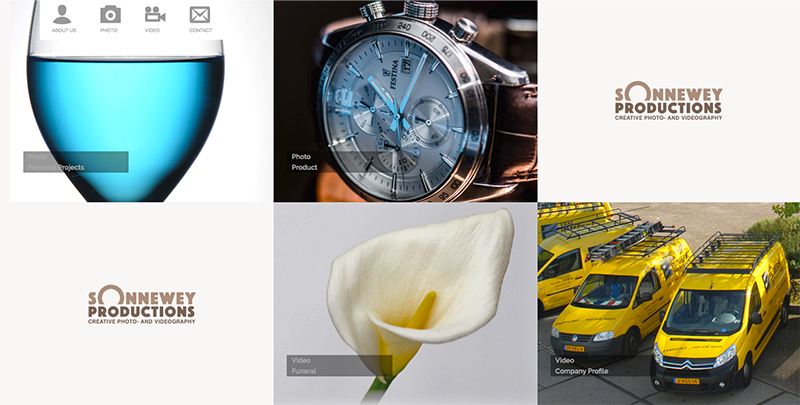 ABOUT US
PHOTO
VIDEO
CONTACT
Photo
Personal Projects
FESTINA
Photo
Product
SONNEWEY
PRODUCTIONS
CREATIVE PHOTO- AND VIDEOGRAPHY
SONNEWEY
PRODUCTIONS
CREATIVE PHOTO- AND VIDEOGRAPHY
Video
Funeral
Video
Company Profile